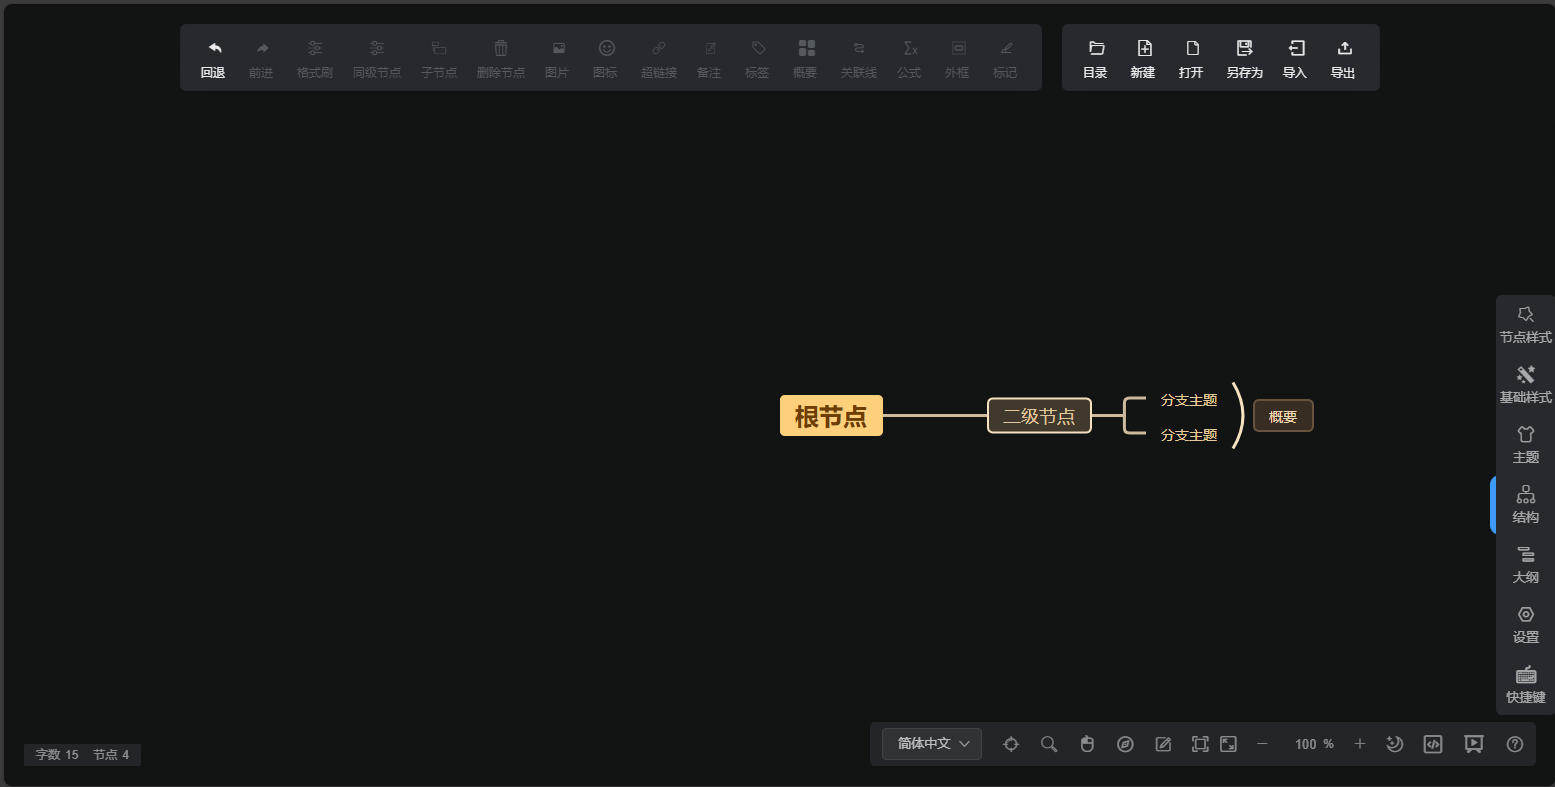 回退 前进 格式刷 同级节点 子节点 删除节点 图片 图标 超链接 备注 标签 概要 关联线 公式 外框 标记 目录 新建 打开 另存为 导入 导出
节点样式
基础样式
分支主题
根节点 二级节点 概要
分支主题
主题
结构
大纲
设置
快捷键
字数 15 节点 4
简体中文 100 %